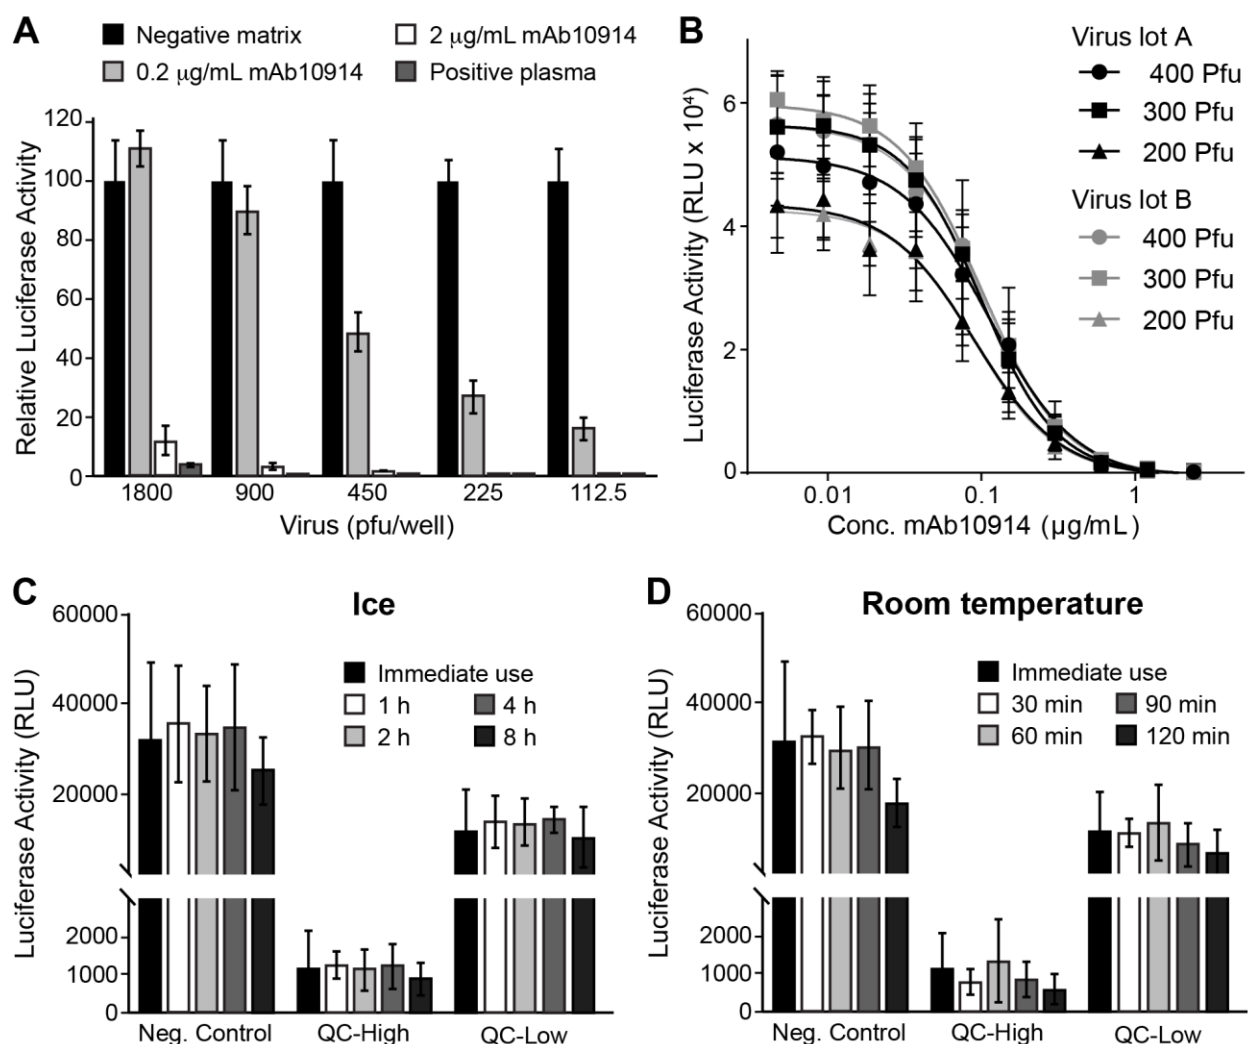 A
Negative matrix
2 µg/mL mAb10914
0.2 µg/mL mAb10914
Positive plasma
Relative Luciferase Activity
120
100
80
60
40
20
0
1800 900 450 225 112.5
Virus (pfu/well)
B
Virus lot A
400 Pfu
300 Pfu
200 Pfu
Virus lot B
400 Pfu
300 Pfu
200 Pfu
Luciferase Activity (RLU x 10⁴)
6
4
2
0
0.01 0.1 1
Conc. mAb10914 (µg/mL)
C
Ice
Immediate use
1 h
4 h
2 h
8 h
Luciferase Activity (RLU)
60000
40000
20000
2000
1000
0
Neg. Control QC-High QC-Low
D
Room temperature
Immediate use
30 min
90 min
60 min
120 min
Luciferase Activity (RLU)
60000
40000
20000
2000
1000
0
Neg. Control QC-High QC-Low